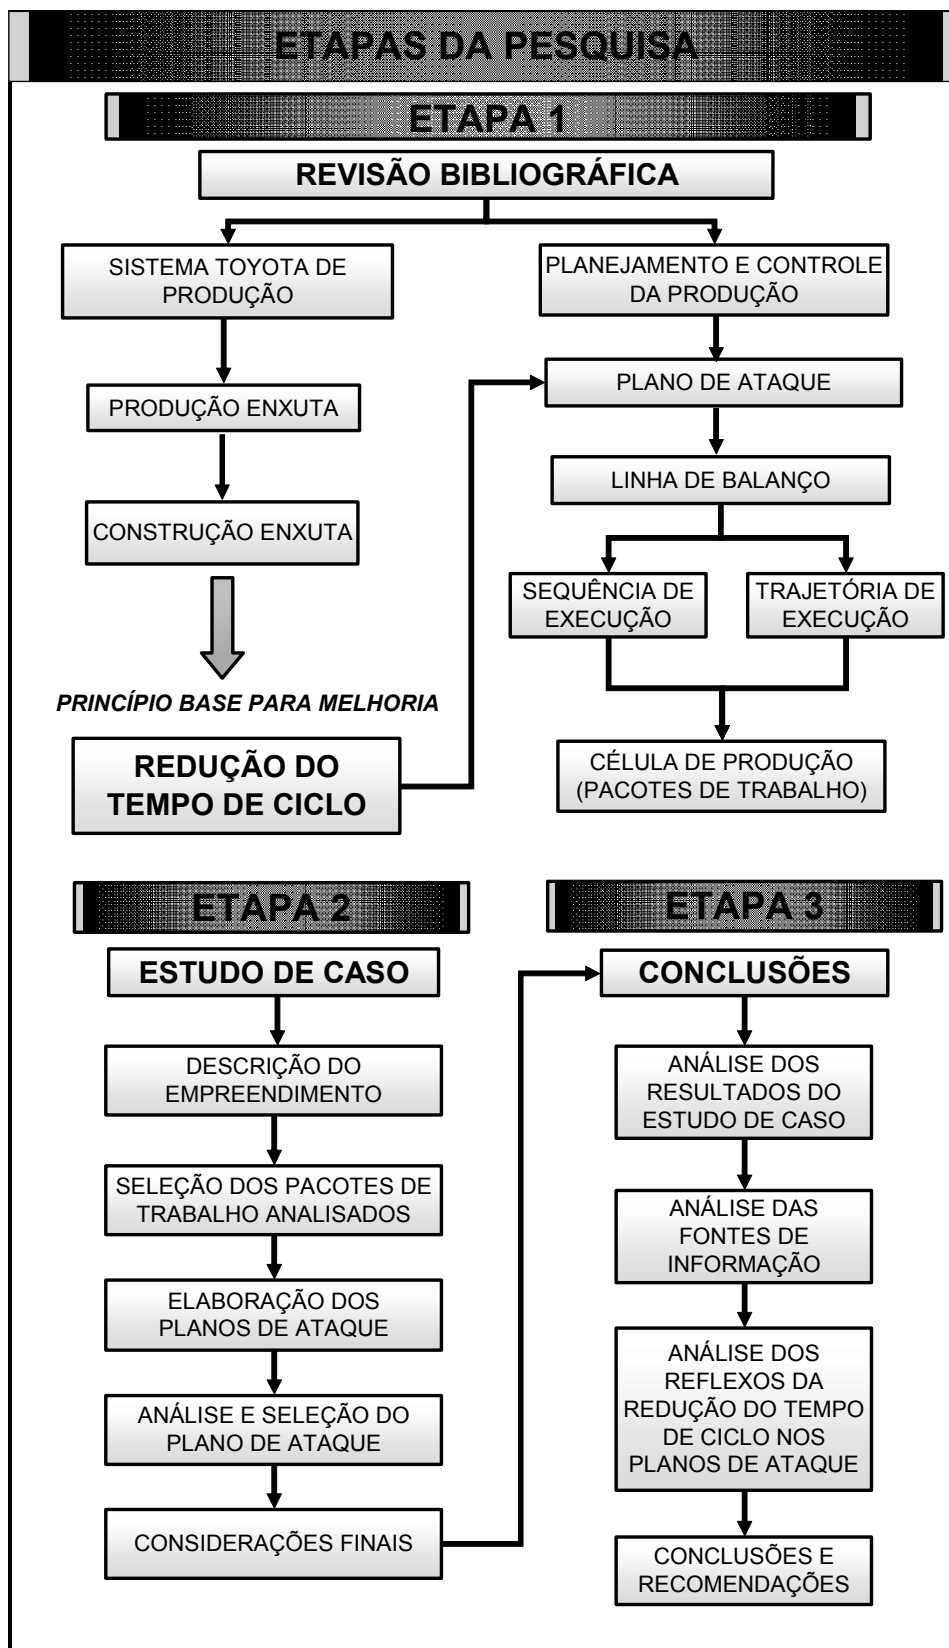 ETAPAS DA PESQUISA
ETAPA 1
REVISÃO BIBLIOGRÁFICA
SISTEMA TOYOTA DE
PRODUÇÃO
PRODUÇÃO ENXUTA
CONSTRUÇÃO ENXUTA
PRINCÍPIO BASE PARA MELHORIA
REDUÇÃO DO
TEMPO DE CICLO
PLANEJAMENTO E CONTROLE
DA PRODUÇÃO
PLANO DE ATAQUE
LINHA DE BALANÇO
SEQUÊNCIA DE
EXECUÇÃO
TRAJETÓRIA DE
EXECUÇÃO
CÉLULA DE PRODUÇÃO
(PACOTES DE TRABALHO)
ETAPA 2
ESTUDO DE CASO
DESCRIÇÃO DO
EMPREENDIMENTO
SELEÇÃO DOS PACOTES DE
TRABALHO ANALISADOS
ELABORAÇÃO DOS
PLANOS DE ATAQUE
ANÁLISE E SELEÇÃO DO
PLANO DE ATAQUE
CONSIDERAÇÕES FINAIS
ETAPA 3
CONCLUSÕES
ANÁLISE DOS
RESULTADOS DO
ESTUDO DE CASO
ANÁLISE DAS
FONTES DE
INFORMAÇÃO
ANÁLISE DOS
REFLEXOS DA
REDUÇÃO DO TEMPO
DE CICLO NOS
PLANOS DE ATAQUE
CONCLUSÕES E
RECOMENDAÇÕES